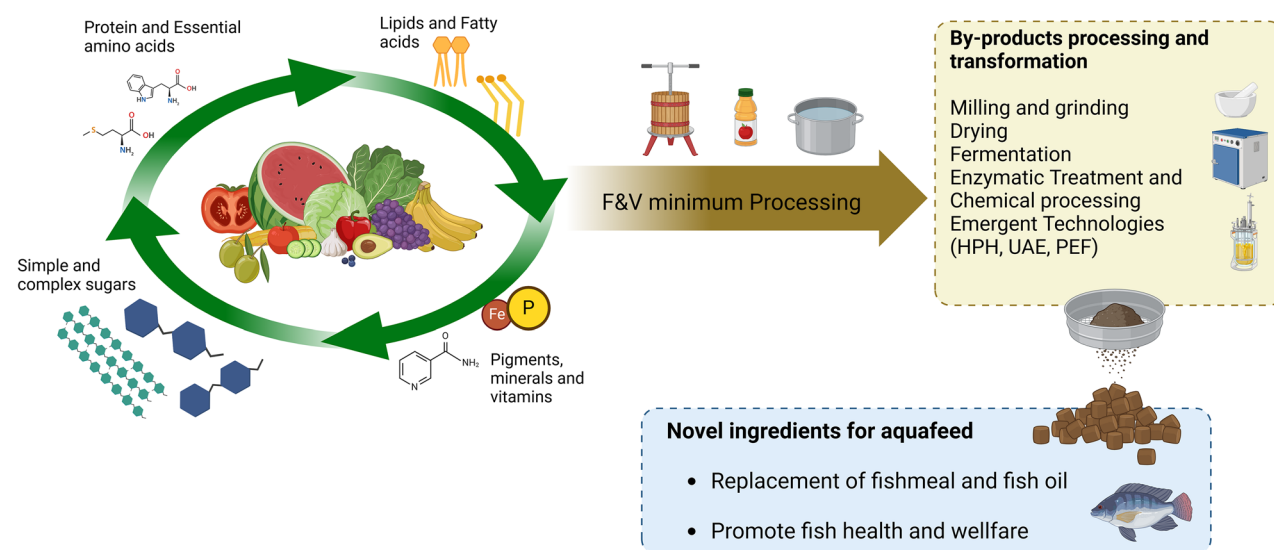 Protein and Essential
amino acids
Lipids and Fatty
acids
O
OH
HN
NH₂
S
O
OH
NH₂
Simple and
complex sugars
Fe
P
O
NH₂
N
Pigments,
minerals and
vitamins
F&V minimum Processing
By-products processing and
transformation
Milling and grinding
Drying
Fermentation
Enzymatic Treatment and
Chemical processing
Emergent Technologies
(HPH, UAE, PEF)
Novel ingredients for aquafeed
• Replacement of fishmeal and fish oil
• Promote fish health and wellfare